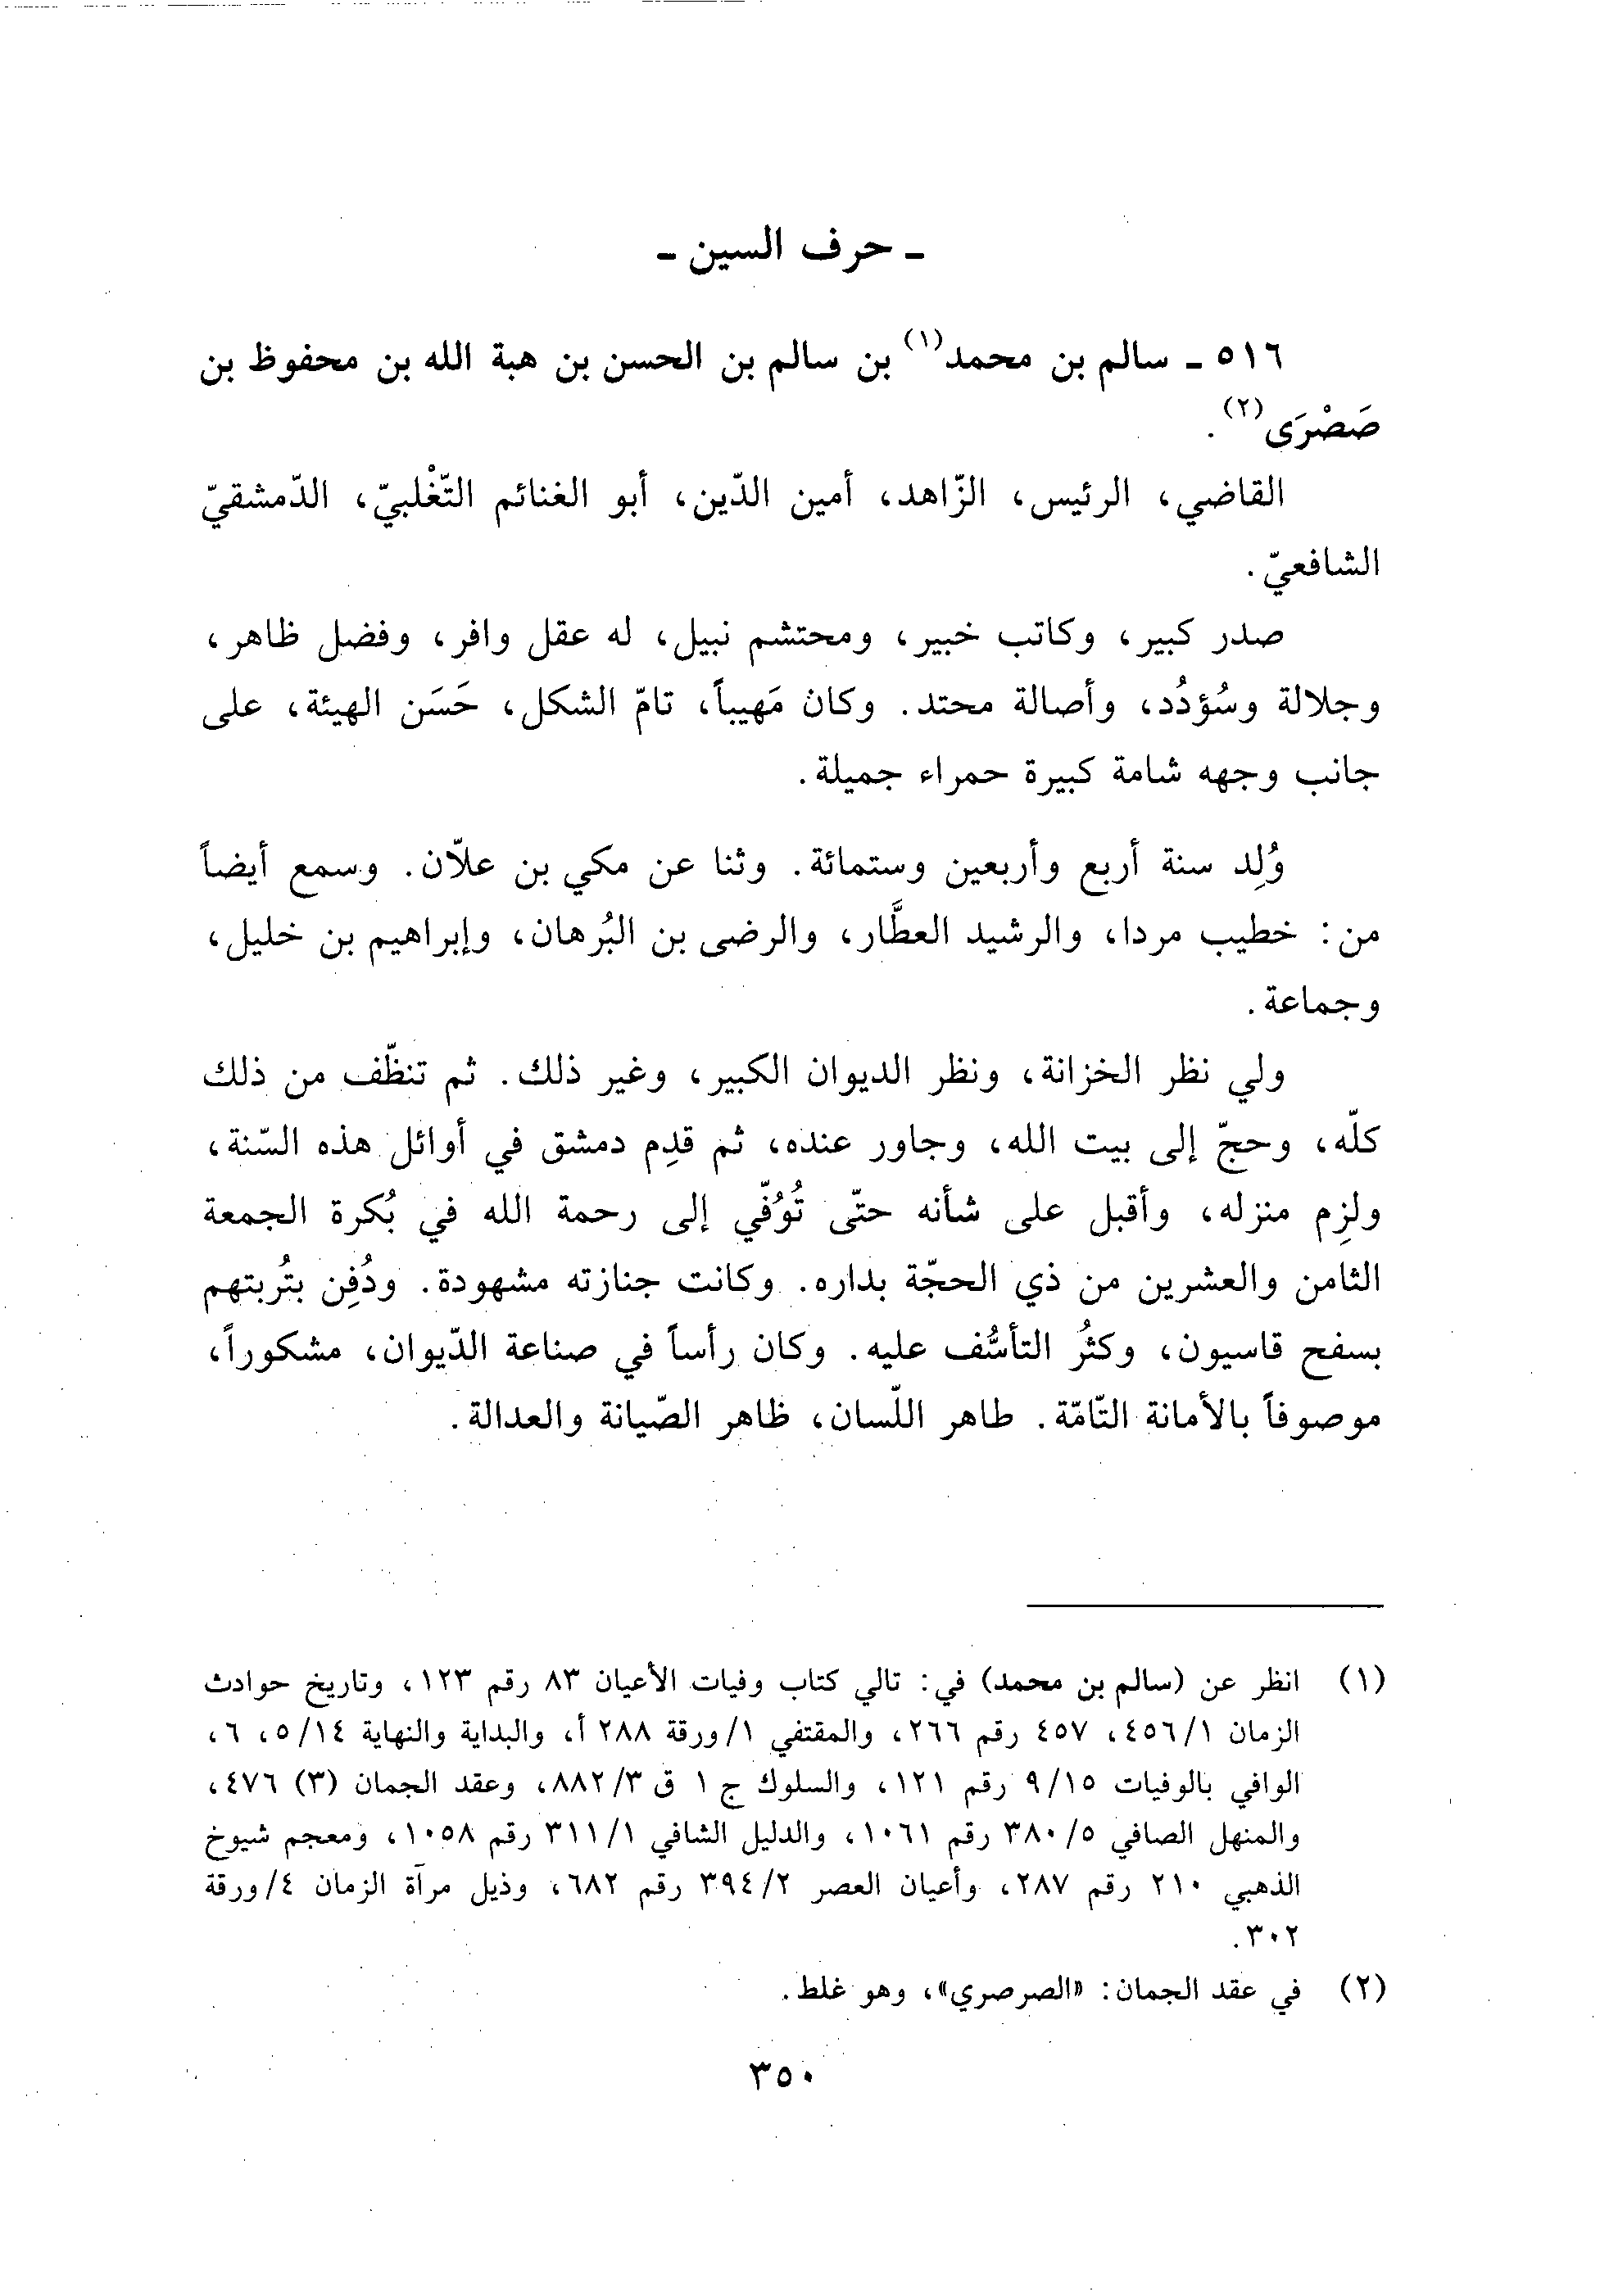 ـ حرف السين ـ
٥١٦ ـ سالم بن محمد(١) بن سالم بن الحسن بن هبة الله بن محفوظ بن
صَصْرَى(٢).
القاضي، الرئيس، الزّاهد، أمين الدّين، أبو الغنائم التّغْلبيّ، الدّمشقيّ
الشافعيّ.
صدر كبير، وكاتب خبير، ومحتشم نبيل، له عقل وافر، وفضل ظاهر،
وجلالة وسُؤدُد، وأصالة محتد. وكان مَهيباً، تامّ الشكل، حَسَن الهيئة، على
جانب وجهه شامة كبيرة حمراء جميلة.
وُلِد سنة أربع وأربعين وستمائة. وثنا عن مكي بن علاّن. وسمع أيضاً
من: خطيب مردا، والرشيد العطَّار، والرضى بن البُرهان، وإبراهيم بن خليل،
وجماعة.
ولي نظر الخزانة، ونظر الديوان الكبير، وغير ذلك. ثم تنظّف من ذلك
كلّه، وحجّ إلى بيت الله، وجاور عنده، ثم قدِم دمشق في أوائل هذه السّنة،
ولزِم منزله، وأقبل على شأنه حتّى تُوُفّي إلى رحمة الله في بُكرة الجمعة
الثامن والعشرين من ذي الحجّة بداره. وكانت جنازته مشهودة. ودُفِن بتُربتهم
بسفح قاسيون، وكثُر التأسُّف عليه. وكان رأساً في صناعة الدّيوان، مشكوراً،
موصوفاً بالأمانة التّامّة. طاهر اللّسان، ظاهر الصّيانة والعدالة.
(١) انظر عن (سالم بن محمد) في: تالي كتاب وفيات الأعيان ٨٣ رقم ١٢٣، وتاريخ حوادث
الزمان ١/٤٥٦، ٤٥٧ رقم ٢٦٦، والمقتفي ١/ورقة ٢٨٨ أ، والبداية والنهاية ١٤/٥، ٦،
الوافي بالوفيات ١٥/٩ رقم ١٢١، والسلوك ج ١ ق ٣/٨٨٢، وعقد الجمان (٣) ٤٧٦،
والمنهل الصافي ٥/٣٨٠ رقم ١٠٦١، والدليل الشافي ١/٣١١ رقم ١٠٥٨، ومعجم شيوخ
الذهبي ٢١٠ رقم ٢٨٧، وأعيان العصر ٢/٣٩٤ رقم ٦٨٢، وذيل مرآة الزمان ٤/ورقة
٣٠٢.
(٢) في عقد الجمان: «الصرصري»، وهو غلط.
٣٥٠